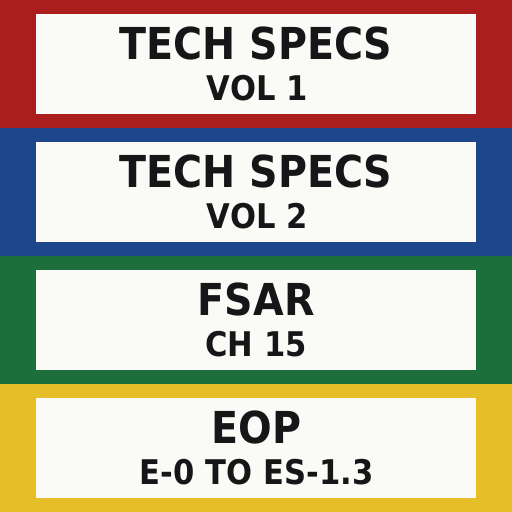 TECH SPECS
VOL 1
TECH SPECS
VOL 2
FSAR
CH 15
EOP
E-0 TO ES-1.3